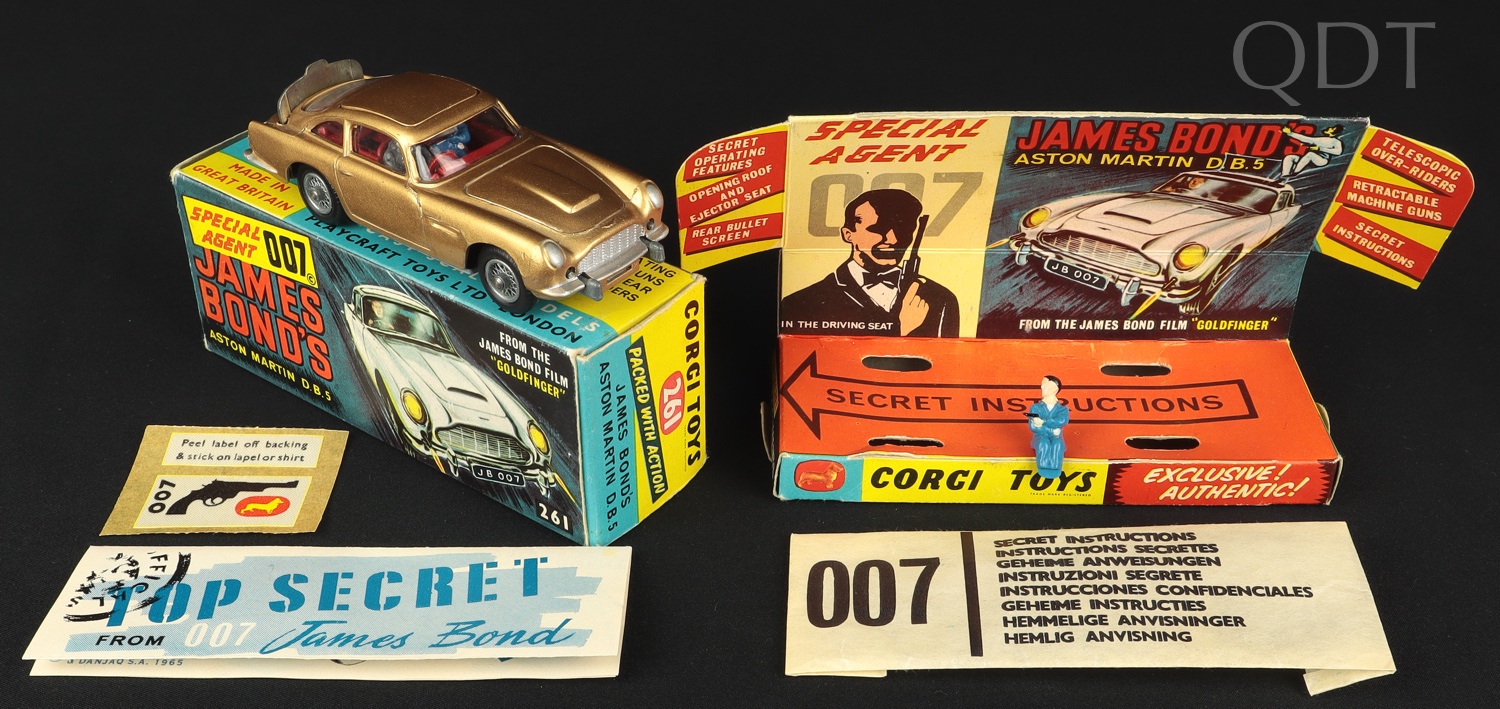 QDT
MADE IN
GREAT BRITAIN
PLAYCRAFT TOYS LTD
LONDON
SPECIAL
AGENT 007
JAMES
BOND'S
ASTON MARTIN D.B.5
FROM THE
JAMES BOND FILM
"GOLDFINGER"
JB 007
261
CORGI TOYS
261
PACKED WITH ACTION
JAMES BOND'S
ASTON MARTIN D.B.5
SECRET
OPERATING
FEATURES
OPENING ROOF
AND
EJECTOR SEAT
REAR BULLET
SCREEN
SPECIAL
AGENT
007
IN THE DRIVING SEAT
JAMES BOND'S
ASTON MARTIN D.B.5
JB 007
FROM THE JAMES BOND FILM "GOLDFINGER"
TELESCOPIC
OVER-RIDERS
RETRACTABLE
MACHINE GUNS
SECRET
INSTRUCTIONS
SECRET INSTRUCTIONS
CORGI TOYS
TRADE MARK REGISTERED
EXCLUSIVE!
AUTHENTIC!
Peel label off backing
& stick on lapel or shirt
007
TOP SECRET
FROM 007 James Bond
DANJAQ S.A. 1965
007
SECRET INSTRUCTIONS
INSTRUCTIONS SECRETES
GEHEIME ANWEISUNGEN
INSTRUZIONI SEGRETE
INSTRUCCIONES CONFIDENCIALES
GEHEIME INSTRUCTIES
HEMMELIGE ANVISNINGER
HEMLIG ANVISNING